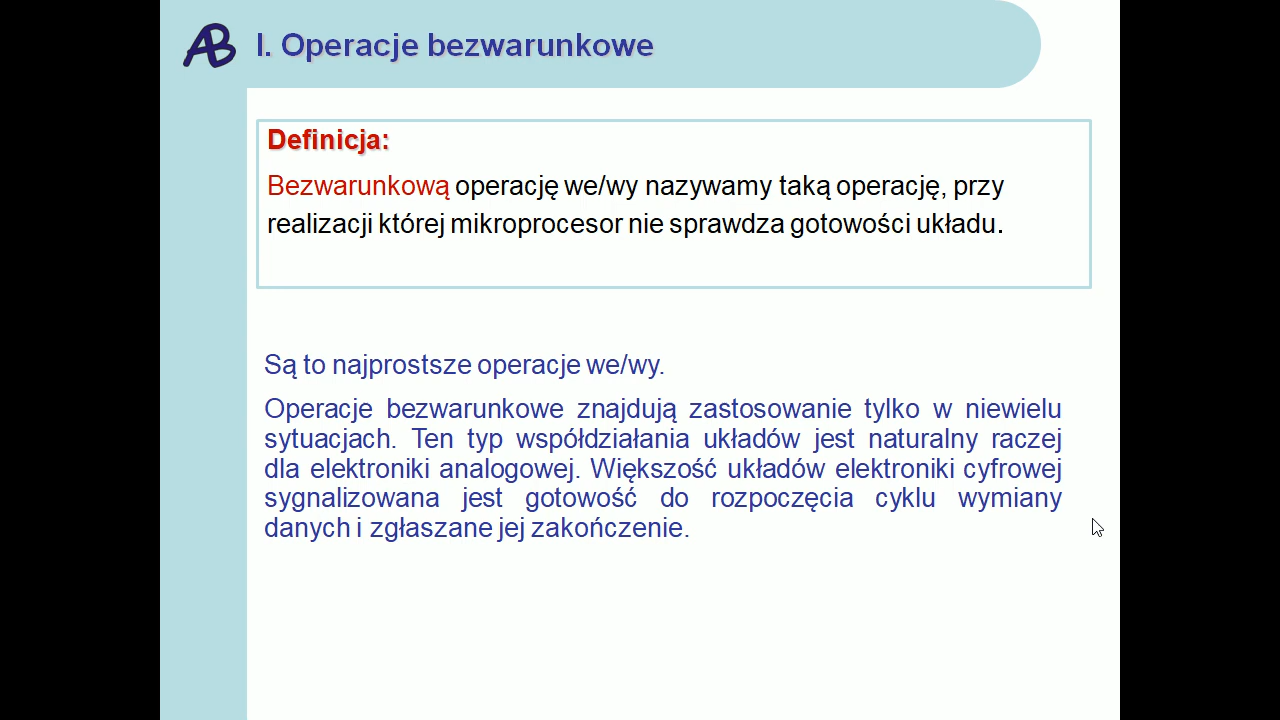 AB
I. Operacje bezwarunkowe
Definicja:
Bezwarunkową operację we/wy nazywamy taką operację, przy
realizacji której mikroprocesor nie sprawdza gotowości układu.
Są to najprostsze operacje we/wy.
Operacje bezwarunkowe znajdują zastosowanie tylko w niewielu
sytuacjach. Ten typ współdziałania układów jest naturalny raczej
dla elektroniki analogowej. Większość układów elektroniki cyfrowej
sygnalizowana jest gotowość do rozpoczęcia cyklu wymiany
danych i zgłaszane jej zakończenie.